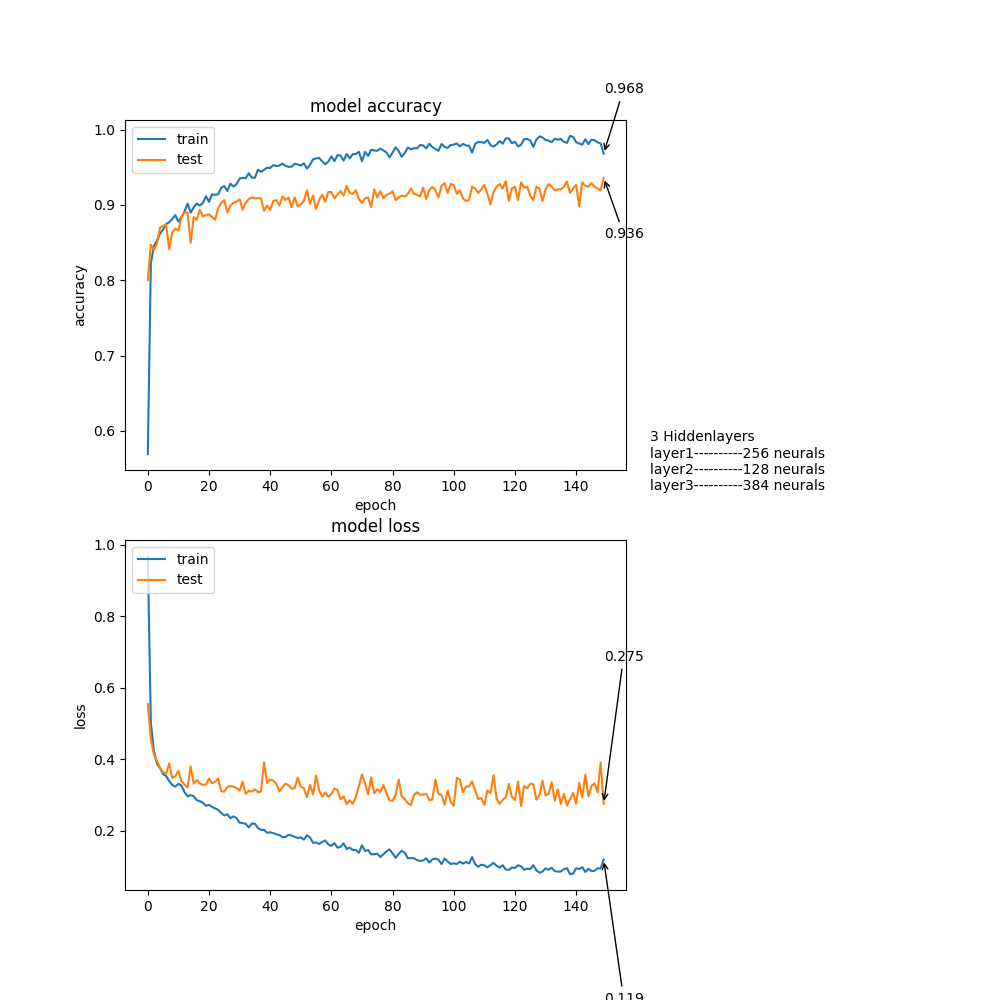 0.968
model accuracy
1.0
train
test
0.9
0.8
accuracy
0.7
0.6
0.936
0 20 40 60 80 100 120 140
epoch
3 Hiddenlayers
layer1----------256 neurals
layer2----------128 neurals
layer3----------384 neurals
model loss
1.0
train
test
0.8
0.275
0.6
loss
0.4
0.2
0 20 40 60 80 100 120 140
epoch
0.119